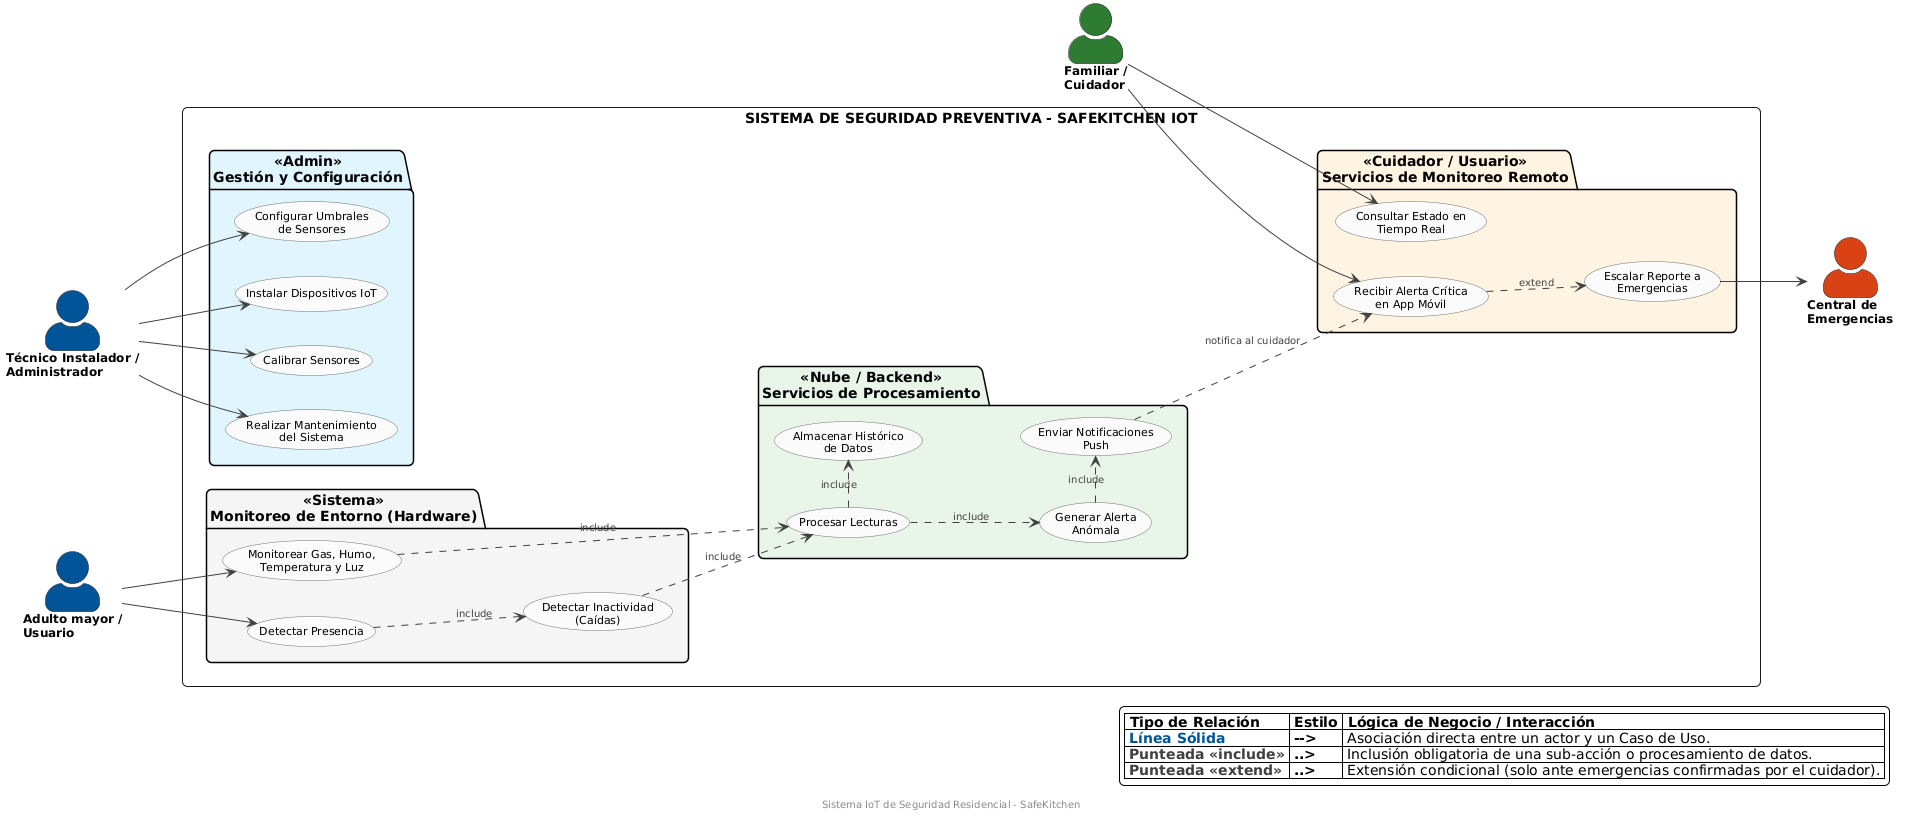 Familiar /
Cuidador
SISTEMA DE SEGURIDAD PREVENTIVA - SAFEKITCHEN IOT
«Admin»
Gestión y Configuración
Configurar Umbrales
de Sensores
Instalar Dispositivos IoT
Calibrar Sensores
Realizar Mantenimiento
del Sistema
Técnico Instalador /
Administrador
«Cuidador / Usuario»
Servicios de Monitoreo Remoto
Consultar Estado en
Tiempo Real
Recibir Alerta Crítica
en App Móvil
extend
Escalar Reporte a
Emergencias
Central de
Emergencias
notifica al cuidador
«Nube / Backend»
Servicios de Procesamiento
Almacenar Histórico
de Datos
Enviar Notificaciones
Push
include
include
Procesar Lecturas
include
Generar Alerta
Anómala
«Sistema»
Monitoreo de Entorno (Hardware)
include
Monitorear Gas, Humo,
Temperatura y Luz
include
Detectar Presencia
include
Detectar Inactividad
(Caídas)
Adulto mayor /
Usuario
Tipo de Relación Estilo Lógica de Negocio / Interacción
Línea Sólida --> Asociación directa entre un actor y un Caso de Uso.
Punteada «include» ..> Inclusión obligatoria de una sub-acción o procesamiento de datos.
Punteada «extend» ..> Extensión condicional (solo ante emergencias confirmadas por el cuidador).
Sistema IoT de Seguridad Residencial - SafeKitchen